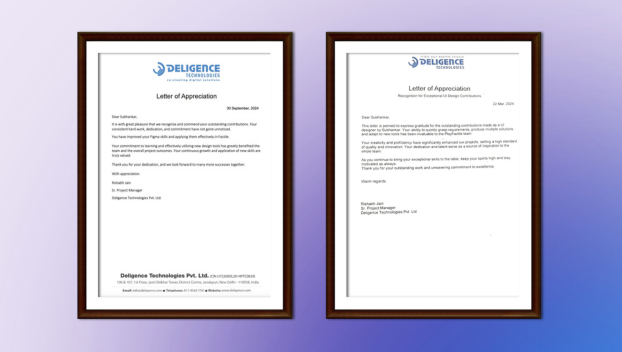 DELIGENCE
TECHNOLOGIES
co-creating digital solutions
Letter of Appreciation
30 September, 2024
Dear Subhankar,
It is with great pleasure that we recognize and commend your outstanding contributions. Your
consistent hard work, dedication, and commitment have not gone unnoticed.
You have improved your Figma skills and applying them effectively in
Your commitment to learning and effectively utilizing new design tools has greatly benefited the
team and the overall project outcomes. Your continuous growth and application of new skills are
truly valued.
Thank you for your dedication, and we look forward to many more successes together.
With appreciation
Rishabh Jain
Sr. Project Manager
Deligence Technologies Pvt. Ltd.
Deligence Technologies Pvt. Ltd.
New Delhi - India
Email: Telephone: Website:
DELIGENCE
TECHNOLOGIES
Letter of Appreciation
Recognition for Exceptional UI Design Contributions
22 Mar, 2024
Dear Subhankar,
This letter is penned to express gratitude for the outstanding contributions made as a UI
designer by Subhankar. Your ability to quickly grasp requirements, produce multiple solutions
and adapt to new tools has been invaluable to the team
Your creativity and proficiency have significantly enhanced our projects, setting a high standard
of quality and innovation. Your dedication and talent serve as a source of inspiration to the
entire team.
As you continue to bring your exceptional skills to the table, keep your spirits high and stay
motivated as always.
Thank you for your outstanding work and unwavering commitment to excellence.
Warm regards,
Rishabh Jain
Sr. Project Manager
Deligence Technologies Pvt. Ltd